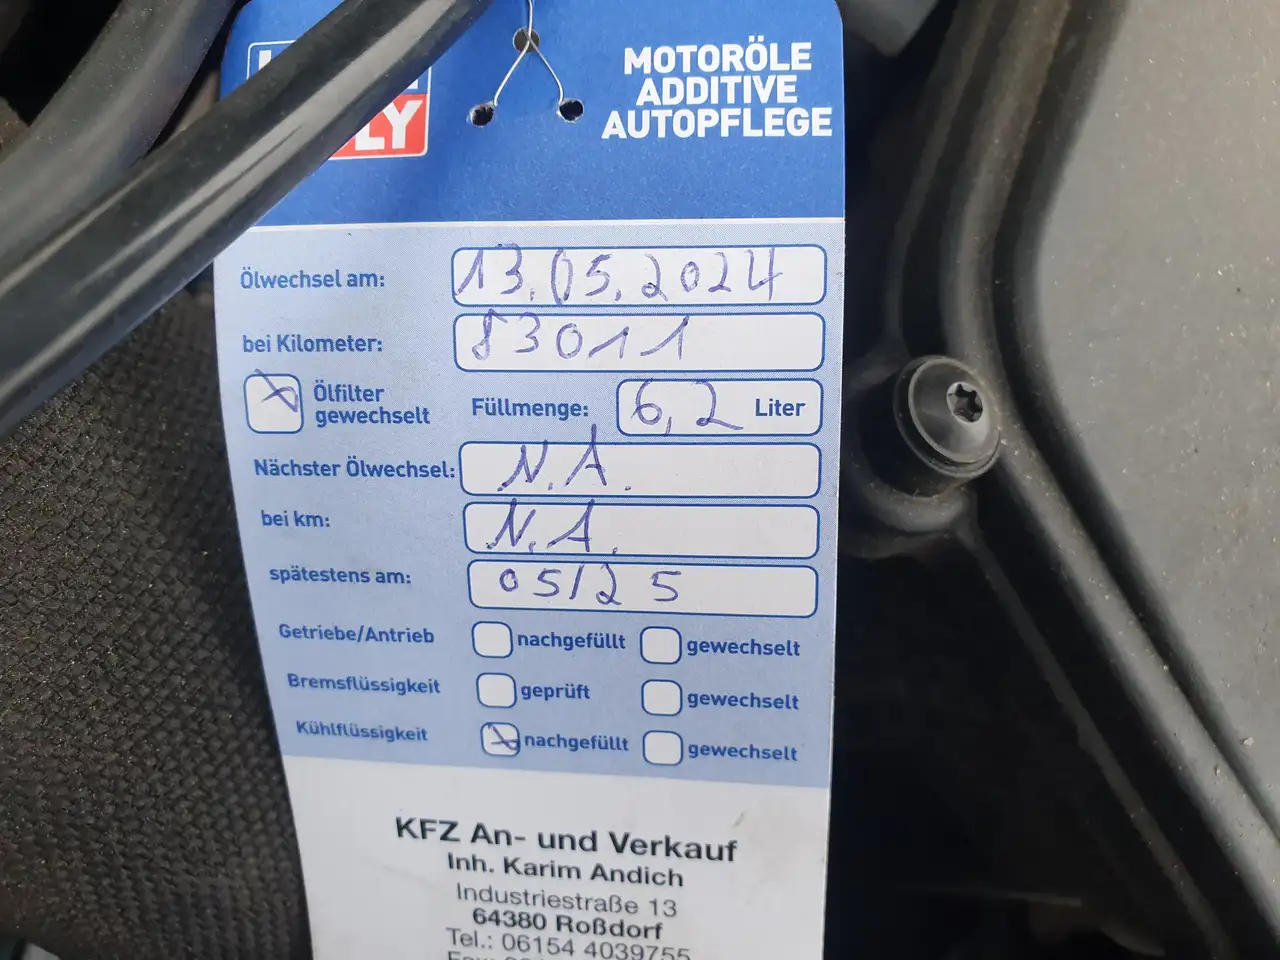 LY
MOTORÖLE
ADDITIVE
AUTOPFLEGE
Ölwechsel am: 13.05.2024
bei Kilometer: 83011
Ölfilter gewechselt Füllmenge: 6,2 Liter
Nächster Ölwechsel: N.A.
bei km: N.A.
spätestens am: 05/25
Getriebe/Antrieb nachgefüllt gewechselt
Bremsflüssigkeit geprüft gewechselt
Kühlflüssigkeit nachgefüllt gewechselt
KFZ An- und Verkauf
Inh. Karim Andich
Industriestraße 13
64380 Roßdorf
Tel.: 06154 4039755